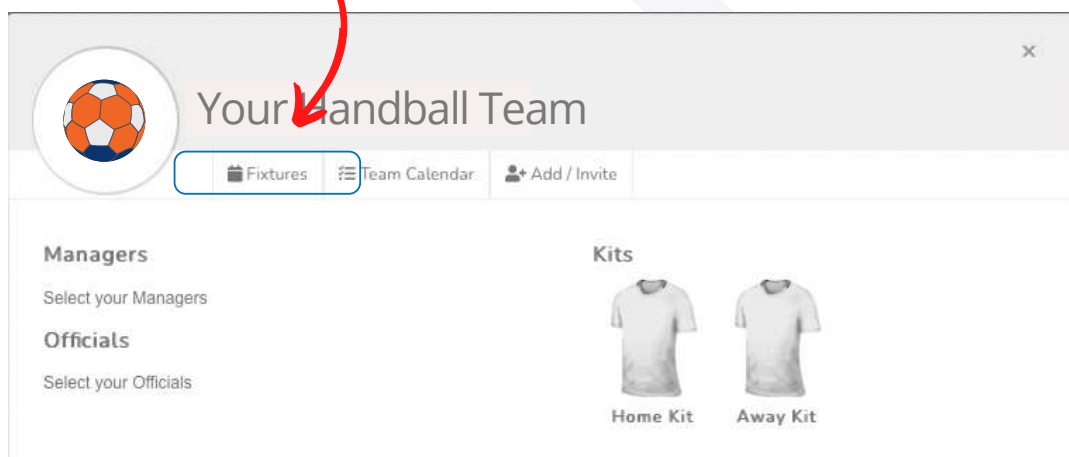 ×
Your Handball Team
Fixtures Team Calendar Add / Invite
Managers
Select your Managers
Officials
Select your Officials
Kits
Home Kit Away Kit